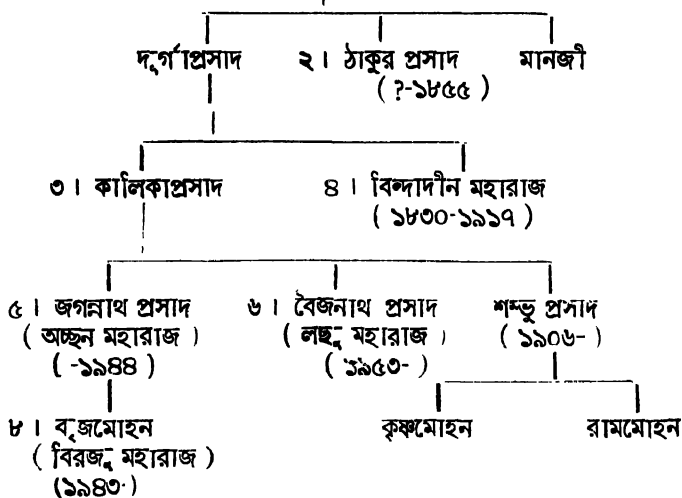 দুর্গাপ্রসাদ ২। ঠাকুর প্রসাদ মানজী
( ?-১৮৫৫ )
৩। কালিকাপ্রসাদ ৪। বিন্দাদীন মহারাজ
( ১৮৩০-১৯১৭ )
৫। জগন্নাথ প্রসাদ ৬। বৈজনাথ প্রসাদ শম্ভু প্রসাদ
( অচ্ছন মহারাজ ) ( লছু মহারাজ ) ( ১৯০৬- )
( -১৯৪৪ ) ( ১৯৫৩- )
৮। বৃজমোহন কৃষ্ণমোহন রামমোহন
( বিরজু মহারাজ )
(১৯৪৩-)